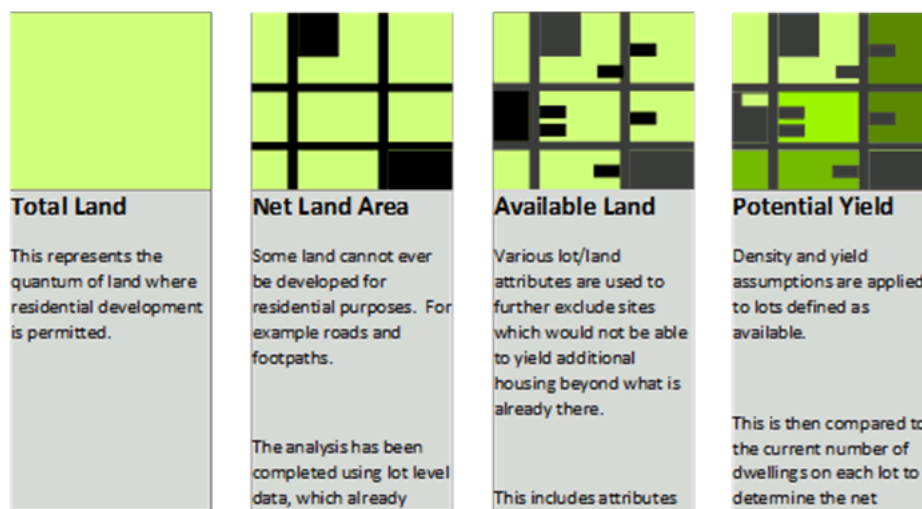 Total Land
This represents the
quantum of land where
residential development
is permitted.
Net Land Area
Some land cannot ever
be developed for
residential purposes. For
example roads and
footpaths.
The analysis has been
completed using lot level
data, which already
Available Land
Various lot/land
attributes are used to
further exclude sites
which would not be able
to yield additional
housing beyond what is
already there.
This includes attributes
Potential Yield
Density and yield
assumptions are applied
to lots defined as
available.
This is then compared to
the current number of
dwellings on each lot to
determine the net